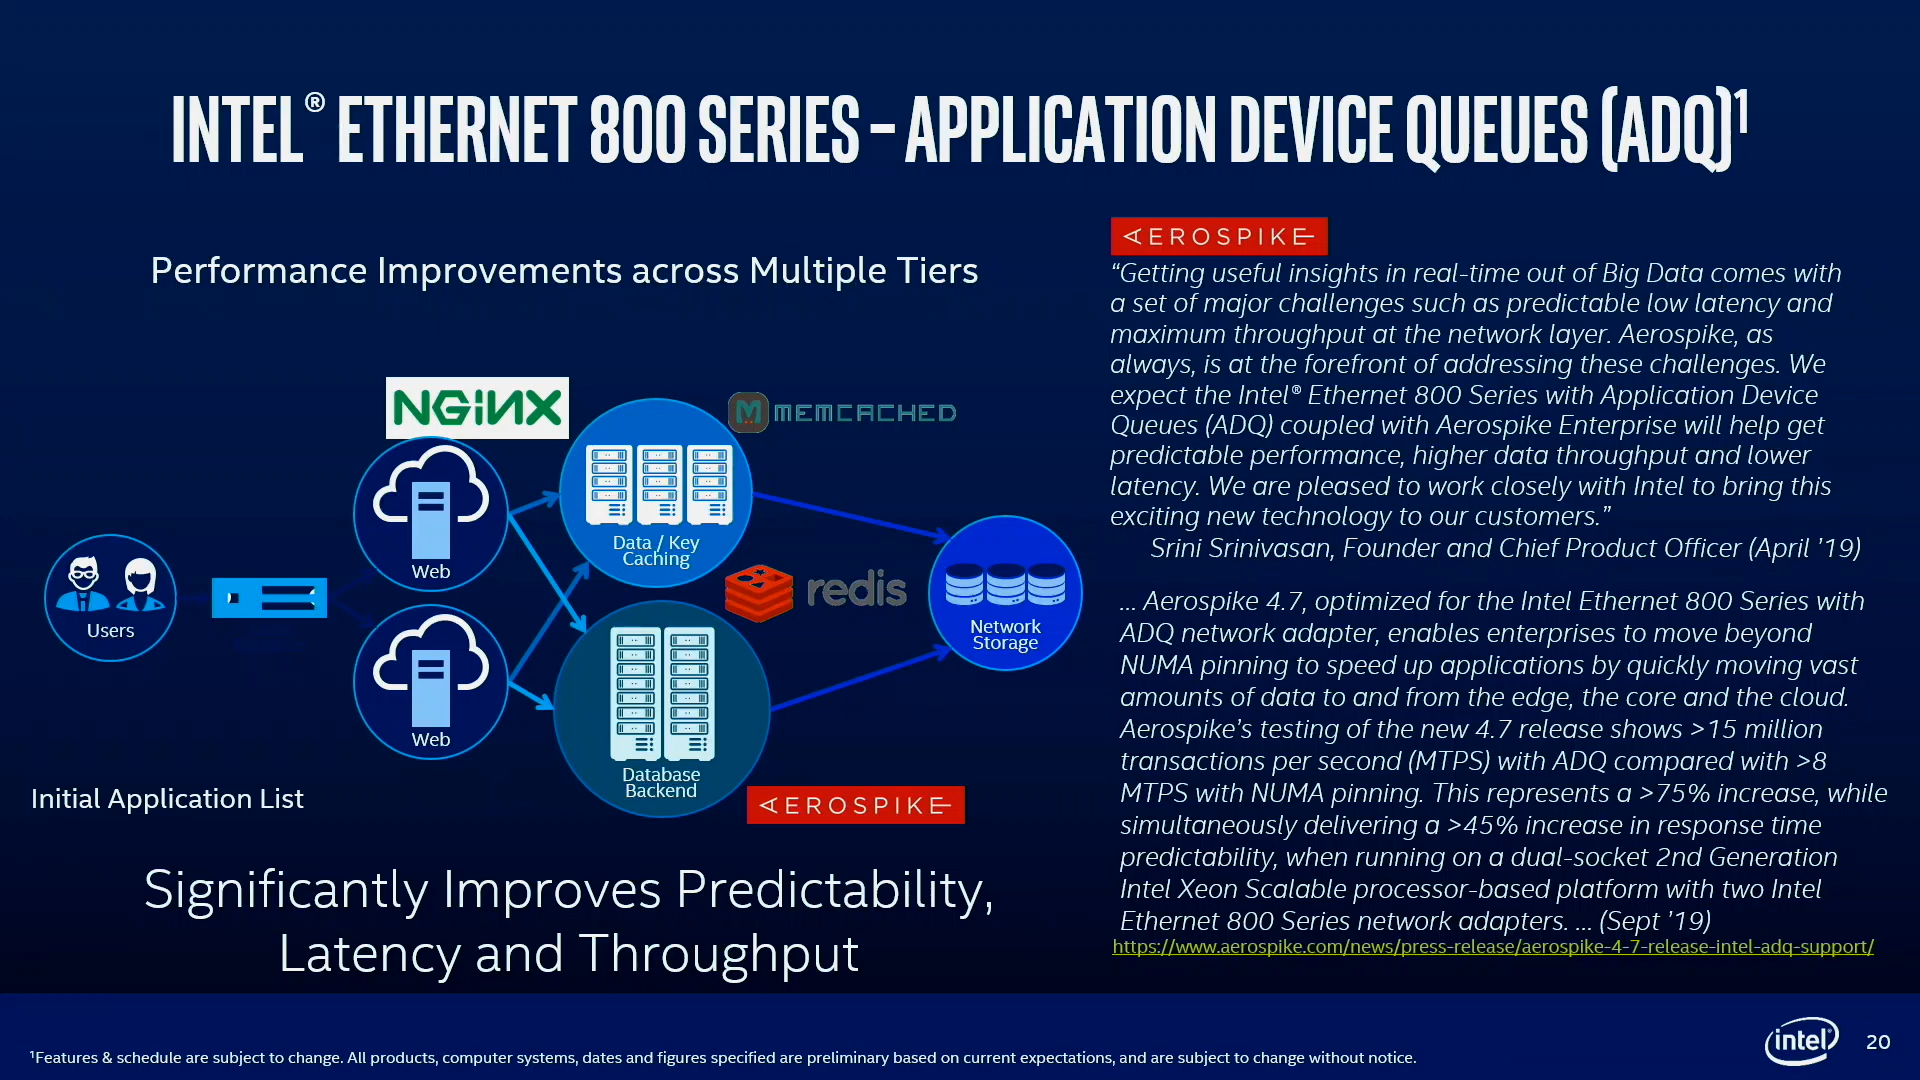 INTEL® ETHERNET 800 SERIES – APPLICATION DEVICE QUEUES (ADQ)¹
Performance Improvements across Multiple Tiers
NGINX
MEMCACHED
Users
Web
Web
Data / Key
Caching
redis
Database
Backend
Network
Storage
AEROSPIKE
Initial Application List
Significantly Improves Predictability,
Latency and Throughput
AEROSPIKE
“Getting useful insights in real-time out of Big Data comes with
a set of major challenges such as predictable low latency and
maximum throughput at the network layer. Aerospike, as
always, is at the forefront of addressing these challenges. We
expect the Intel® Ethernet 800 Series with Application Device
Queues (ADQ) coupled with Aerospike Enterprise will help get
predictable performance, higher data throughput and lower
latency. We are pleased to work closely with Intel to bring this
exciting new technology to our customers.”
Srini Srinivasan, Founder and Chief Product Officer (April ’19)
... Aerospike 4.7, optimized for the Intel Ethernet 800 Series with
ADQ network adapter, enables enterprises to move beyond
NUMA pinning to speed up applications by quickly moving vast
amounts of data to and from the edge, the core and the cloud.
Aerospike’s testing of the new 4.7 release shows >15 million
transactions per second (MTPS) with ADQ compared with >8
MTPS with NUMA pinning. This represents a >75% increase, while
simultaneously delivering a >45% increase in response time
predictability, when running on a dual-socket 2nd Generation
Intel Xeon Scalable processor-based platform with two Intel
Ethernet 800 Series network adapters. ... (Sept ’19)
https://www.aerospike.com/news/press-release/aerospike-4-7-release-intel-adq-support/
¹Features & schedule are subject to change. All products, computer systems, dates and figures specified are preliminary based on current expectations, and are subject to change without notice.
intel®
20